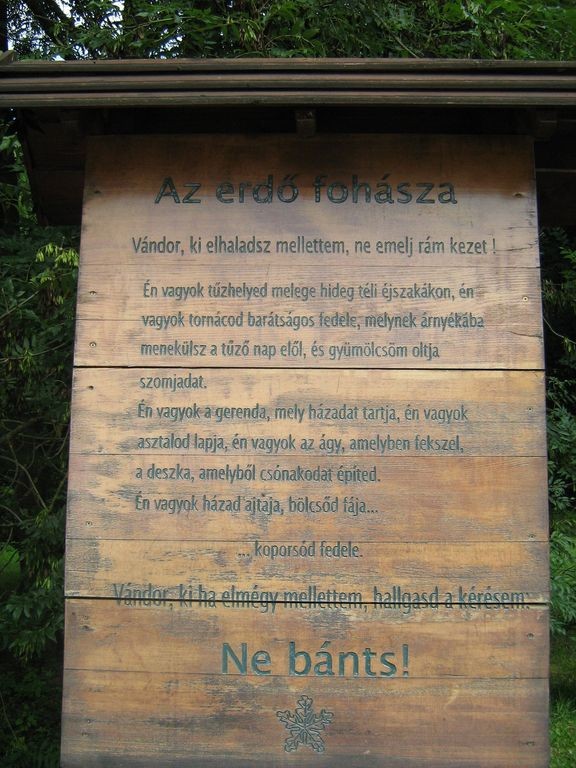 Az erdő fohásza
Vándor, ki elhaladsz mellettem, ne emelj rám kezet !
Én vagyok tűzhelyed melege hideg téli éjszakákon, én
vagyok tornácod barátságos fedele, melynek árnyékába
menekülsz a tűző nap elől, és gyümölcsöm oltja
szomjadat.
Én vagyok a gerenda, mely házadat tartja, én vagyok
asztalod lapja, én vagyok az ágy, amelyben fekszel,
a deszka, amelyből csónakodat építed.
Én vagyok házad ajtaja, bölcsőd fája...
... koporsód fedele.
Vándor, ki ha elmégy mellettem, hallgasd a kérésem:
Ne bánts!